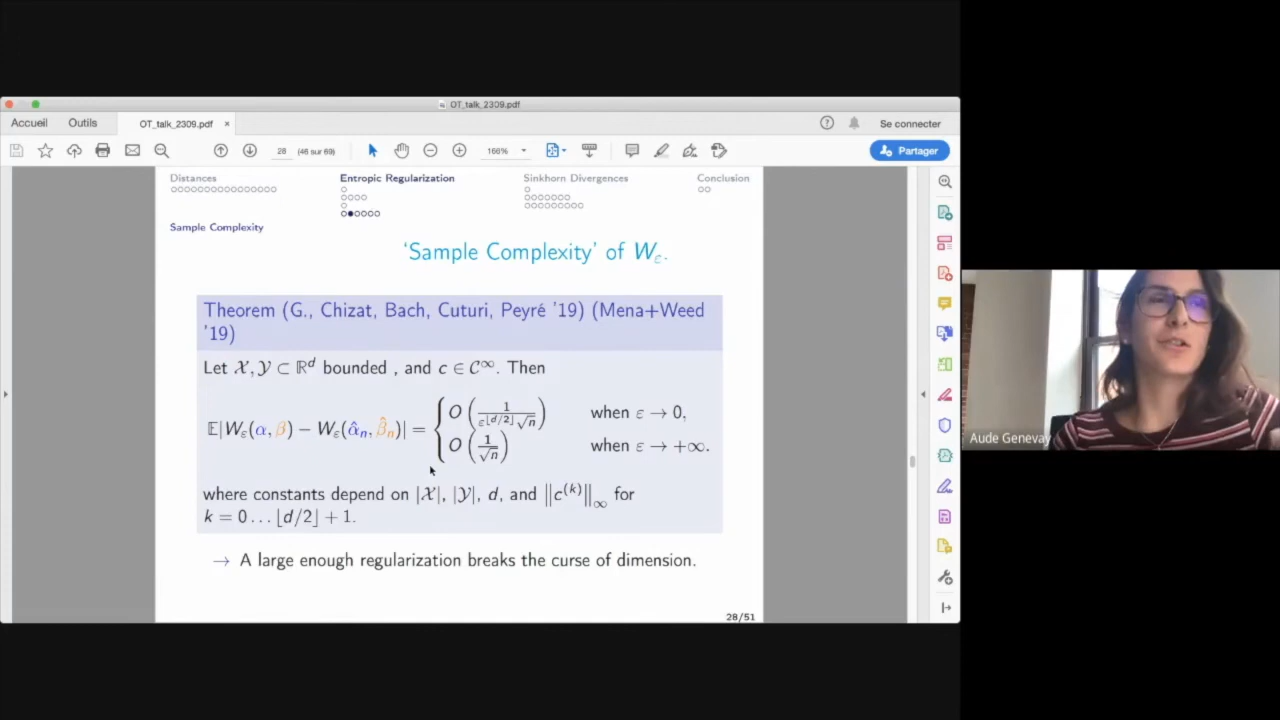 OT_talk_2309.pdf
Accueil Outils OT_talk_2309.pdf × Se connecter
28 (46 sur 69) 166% Partager
Distances Entropic Regularization Sinkhorn Divergences Conclusion
Sample Complexity
‘Sample Complexity’ of W_ε.
Theorem (G., Chizat, Bach, Cuturi, Peyré '19) (Mena+Weed
'19)
Let 𝒳, 𝒴 ⊂ ℝ^d bounded , and c ∈ 𝒞^∞. Then
𝔼|W_ε(α, β) − W_ε(α̂_n, β̂_n)| = { O(1/(ε^⌊d/2⌋ √n)) when ε → 0,
O(1/√n) when ε → +∞.
where constants depend on |𝒳|, |𝒴|, d, and ‖c^(k)‖_∞ for
k = 0 … ⌊d/2⌋ + 1.
→ A large enough regularization breaks the curse of dimension.
28/51
Aude Genevay